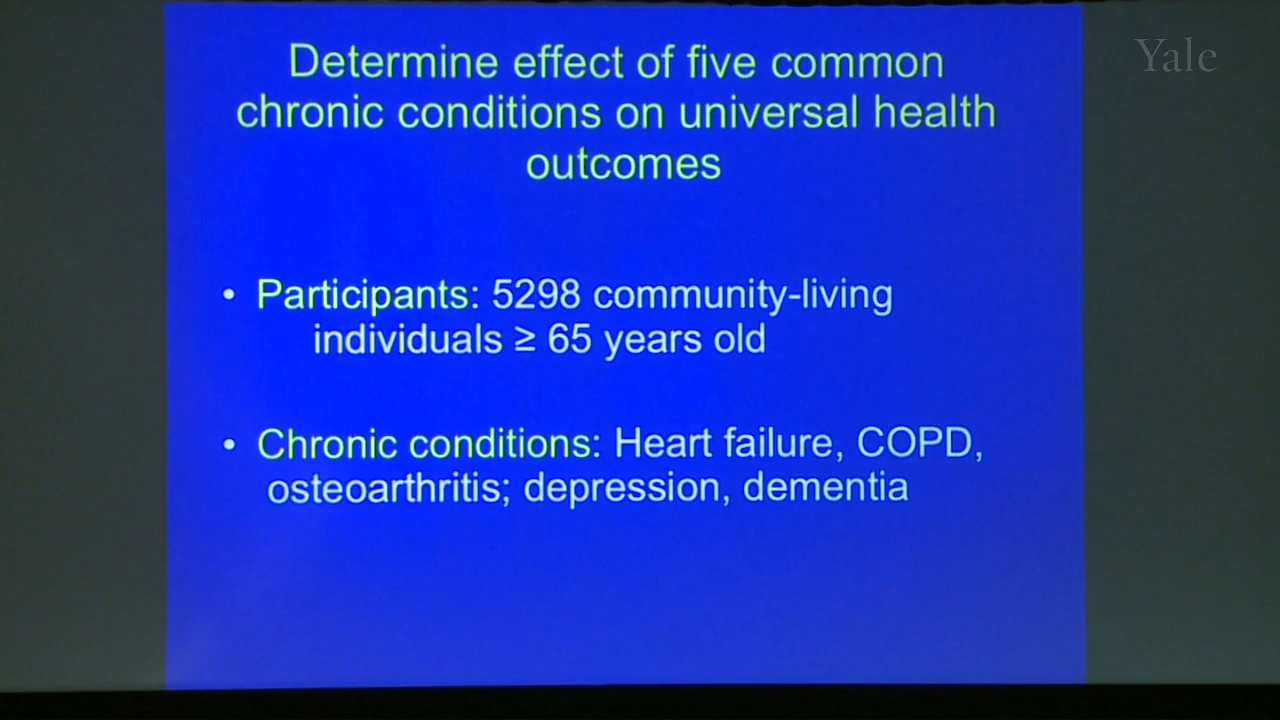 Yale
Determine effect of five common
chronic conditions on universal health
outcomes
• Participants: 5298 community-living
individuals ≥ 65 years old
• Chronic conditions: Heart failure, COPD,
osteoarthritis; depression, dementia